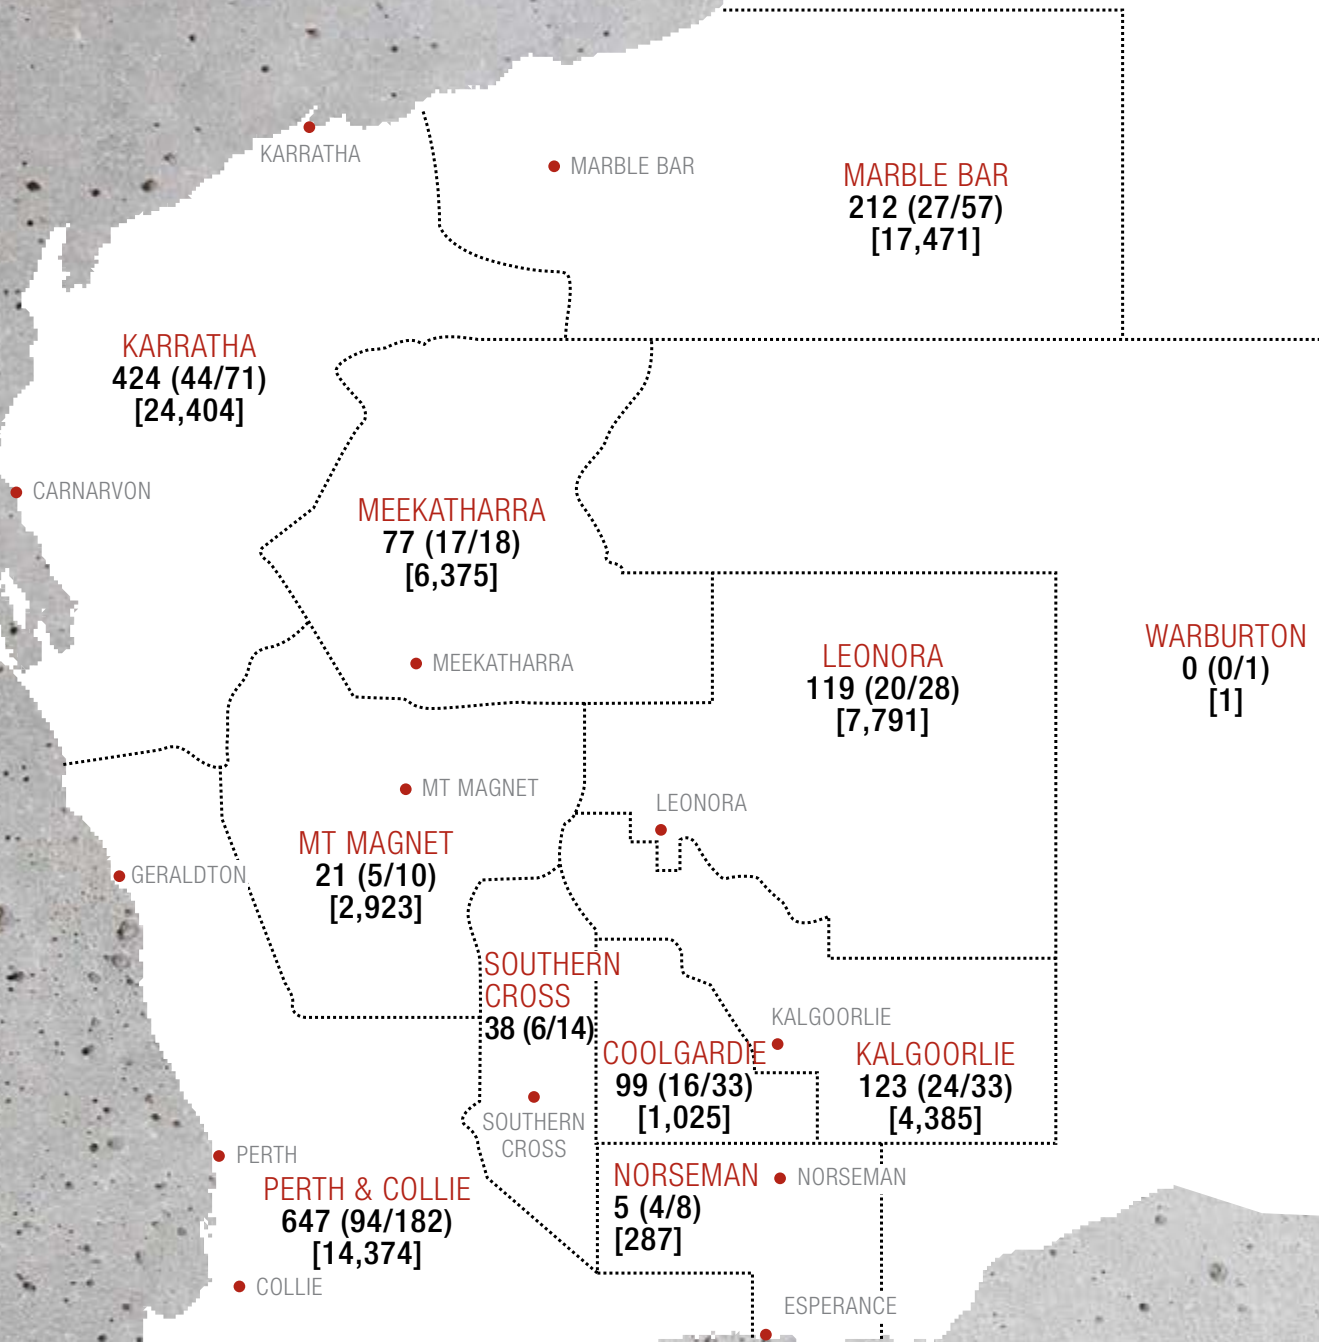 KARRATHA
MARBLE BAR
MARBLE BAR
212 (27/57)
[17,471]
KARRATHA
424 (44/71)
[24,404]
CARNARVON
MEEKATHARRA
77 (17/18)
[6,375]
MEEKATHARRA
WARBURTON
0 (0/1)
[1]
LEONORA
119 (20/28)
[7,791]
MT MAGNET
LEONORA
MT MAGNET
21 (5/10)
[2,923]
GERALDTON
SOUTHERN
CROSS
38 (6/14)
KALGOORLIE
COOLGARDIE
99 (16/33)
[1,025]
KALGOORLIE
123 (24/33)
[4,385]
SOUTHERN
CROSS
PERTH
NORSEMAN
5 (4/8)
[287]
NORSEMAN
PERTH & COLLIE
647 (94/182)
[14,374]
COLLIE
ESPERANCE